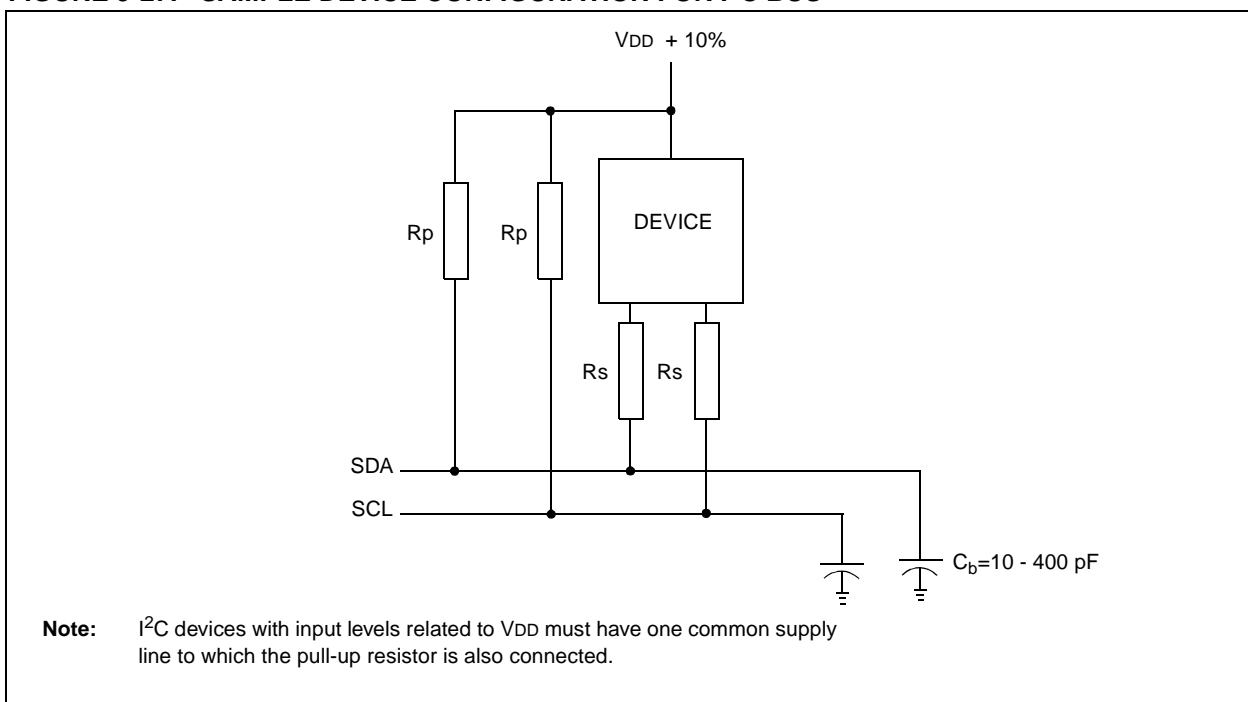 VDD + 10%
Rp
Rp
DEVICE
Rs
Rs
SDA
SCL
Cb=10 - 400 pF
Note: I2C devices with input levels related to VDD must have one common supply
line to which the pull-up resistor is also connected.